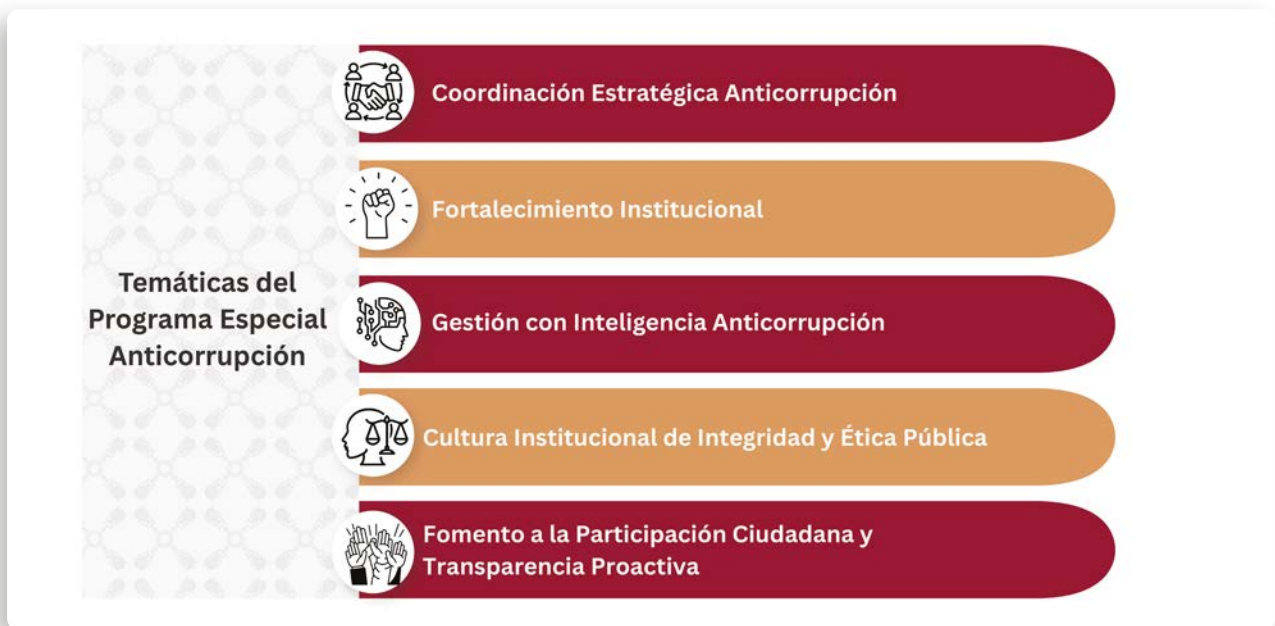 Temáticas del
Programa Especial
Anticorrupción
Coordinación Estratégica Anticorrupción
Fortalecimiento Institucional
Gestión con Inteligencia Anticorrupción
Cultura Institucional de Integridad y Ética Pública
Fomento a la Participación Ciudadana y
Transparencia Proactiva